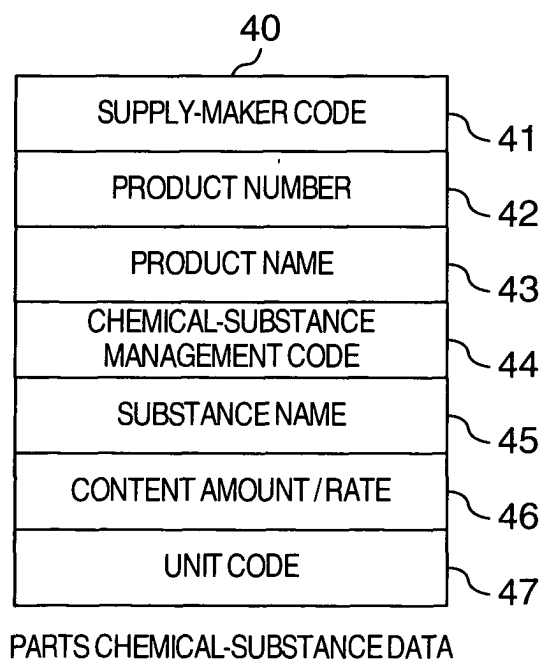 40
SUPPLY-MAKER CODE 41
PRODUCT NUMBER 42
PRODUCT NAME 43
CHEMICAL-SUBSTANCE
MANAGEMENT CODE 44
SUBSTANCE NAME 45
CONTENT AMOUNT/RATE 46
UNIT CODE 47
PARTS CHEMICAL-SUBSTANCE DATA